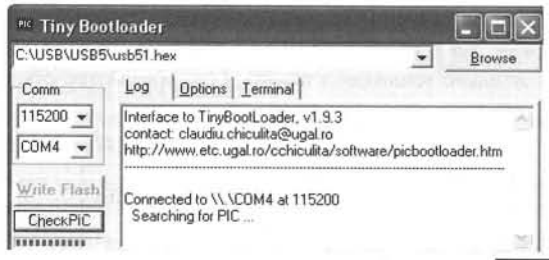 PIC Tiny Bootloader
C:\USB\USB5\usb51.hex
Browse
Comm
115200
COM4
Write Flash
CheckPIC
Log Options Terminal
Interface to TinyBootLoader, v1.9.3
contact: claudiu.chiculita@ugal.ro
http://www.etc.ugal.ro/cchiculita/software/picbootloader.htm
Connected to \\.\COM4 at 115200
Searching for PIC ...